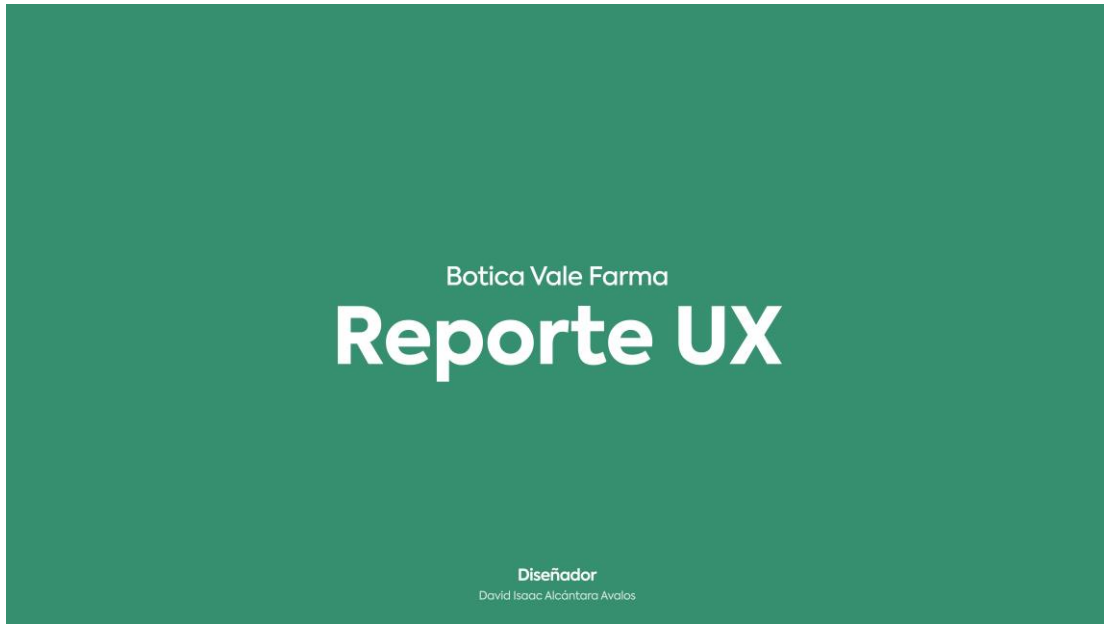 Botica Vale Farma
Reporte UX
Diseñador
David Isaac Alcántara Avalos